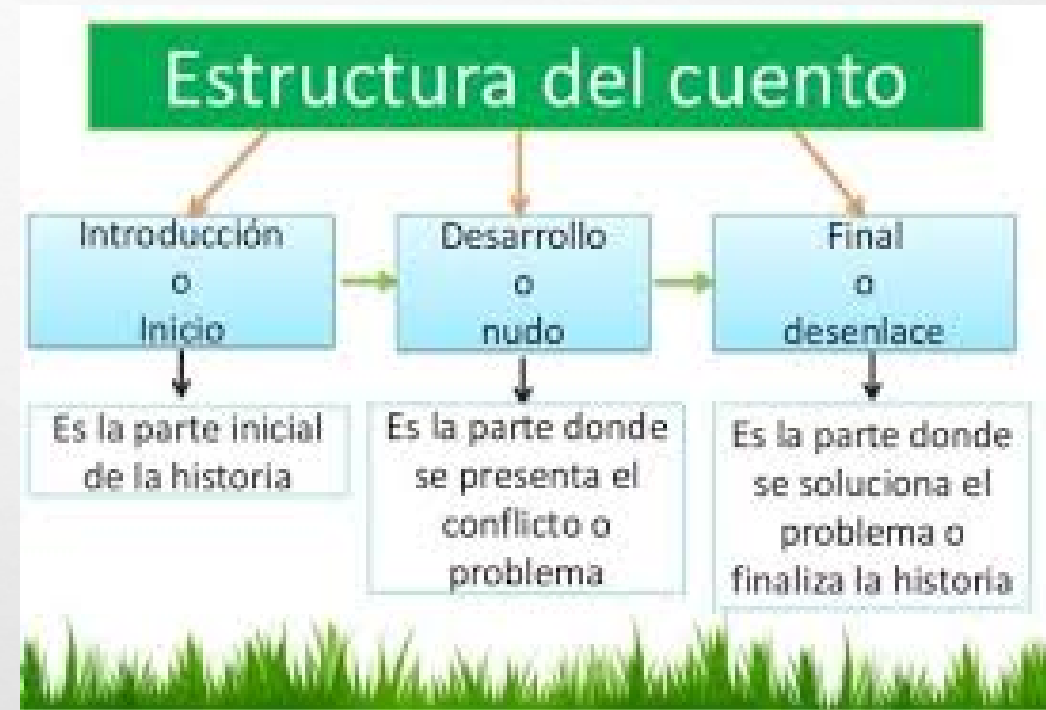 Estructura del cuento
Introducción
o
Inicio
Es la parte inicial
de la historia
Desarrollo
o
nudo
Es la parte donde
se presenta el
conflicto o
problema
Final
o
desenlace
Es la parte donde
se soluciona el
problema o
finaliza la historia